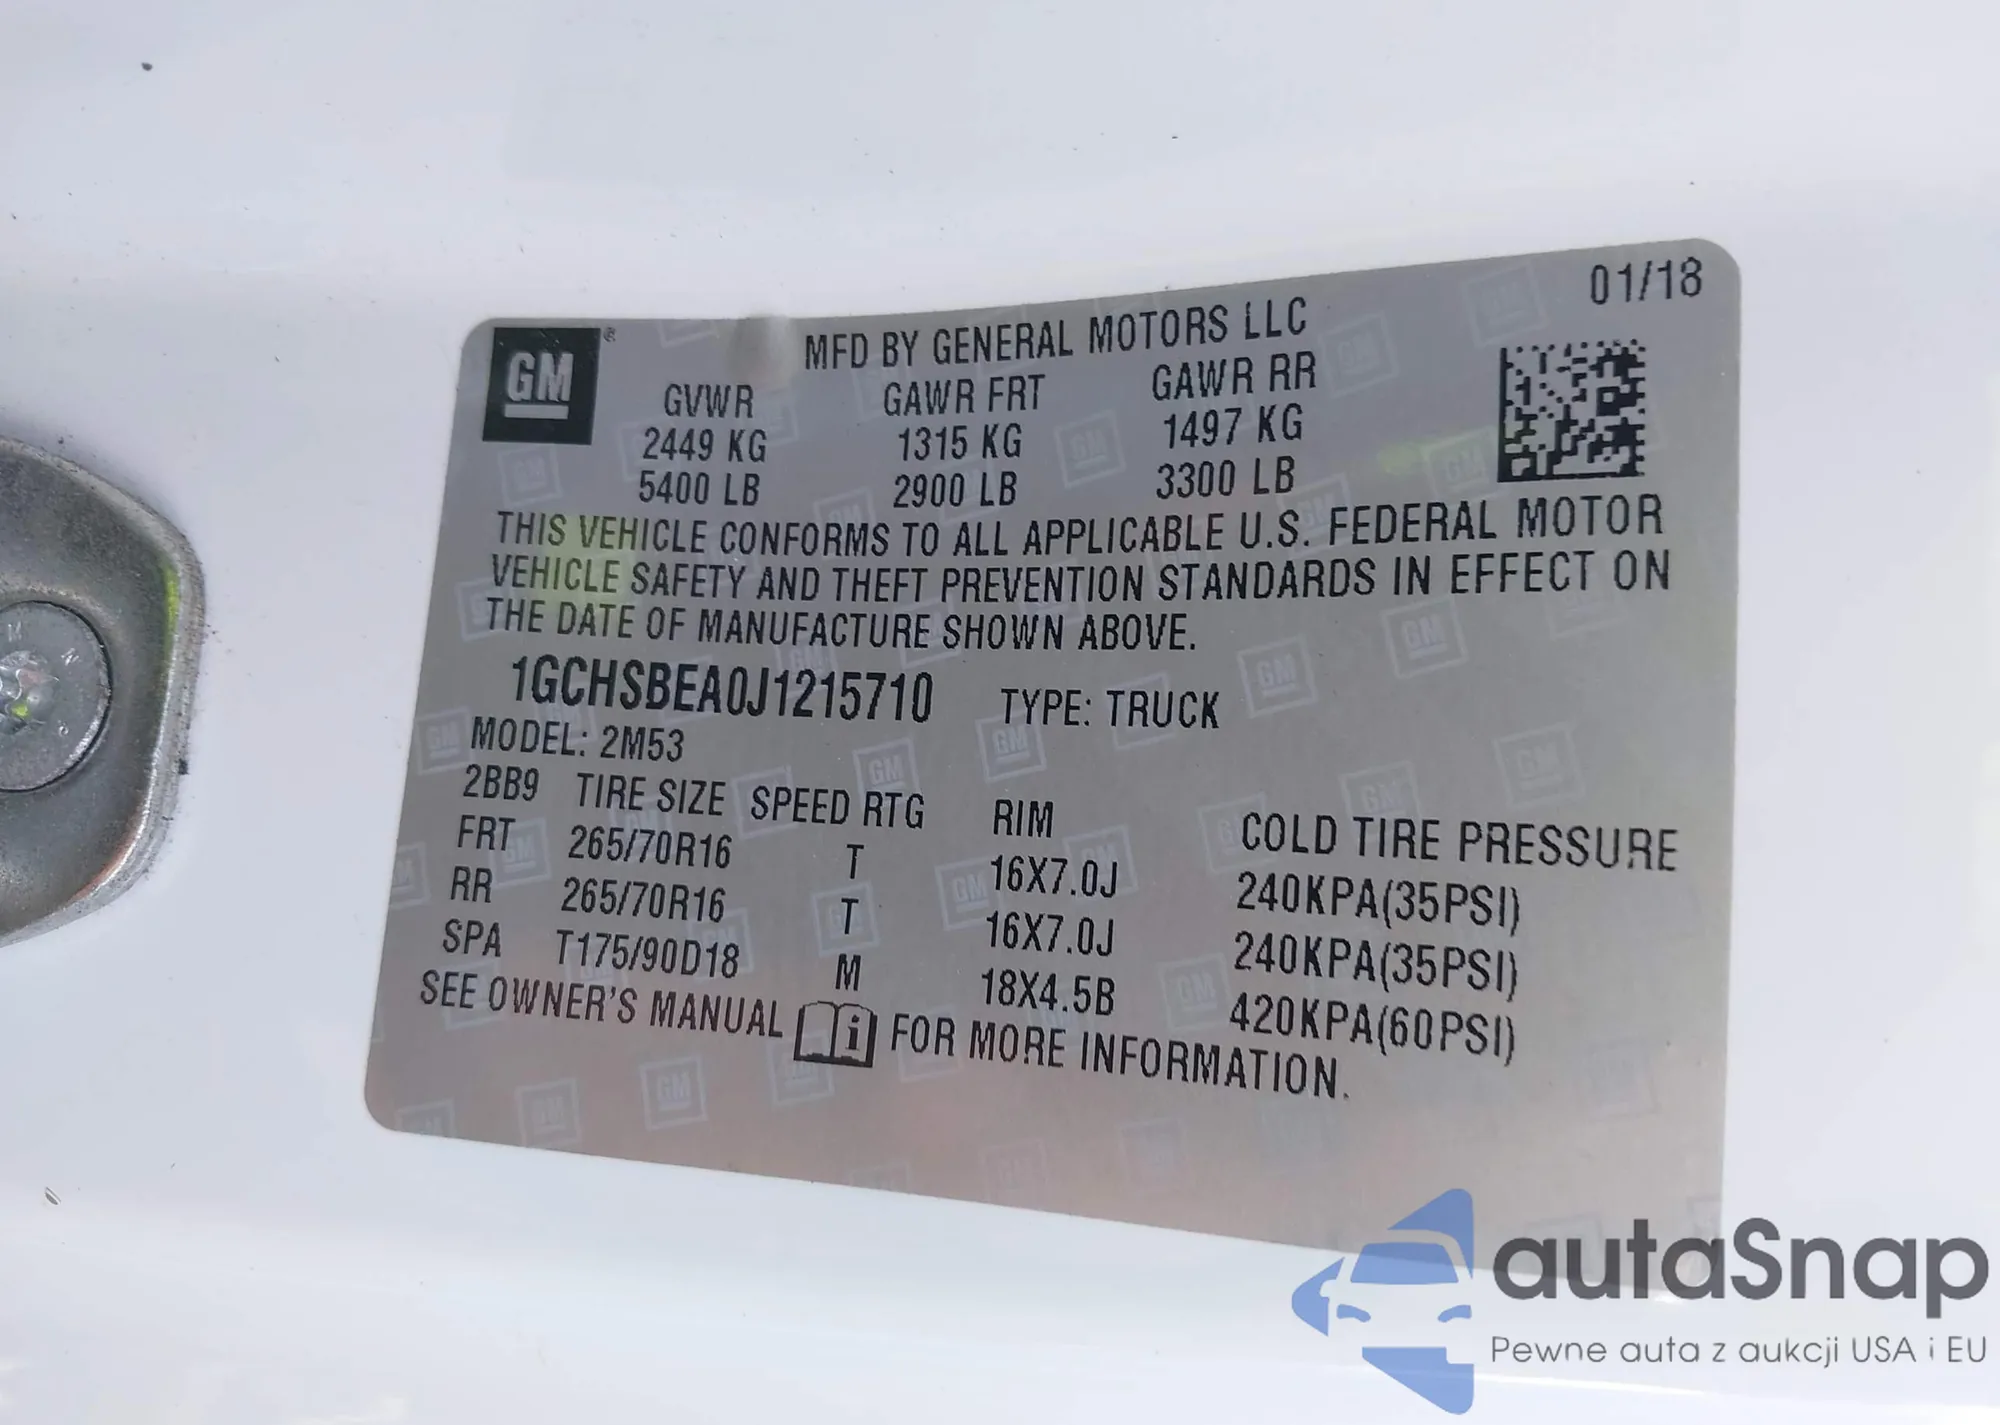 01/18
GM®
MFD BY GENERAL MOTORS LLC
GVWR GAWR FRT GAWR RR
2449 KG 1315 KG 1497 KG
5400 LB 2900 LB 3300 LB
THIS VEHICLE CONFORMS TO ALL APPLICABLE U.S. FEDERAL MOTOR
VEHICLE SAFETY AND THEFT PREVENTION STANDARDS IN EFFECT ON
THE DATE OF MANUFACTURE SHOWN ABOVE.
1GCHSBEA0J1215710 TYPE: TRUCK
MODEL: 2M53
2BB9 TIRE SIZE SPEED RTG RIM COLD TIRE PRESSURE
FRT 265/70R16 T 16X7.0J 240KPA(35PSI)
RR 265/70R16 T 16X7.0J 240KPA(35PSI)
SPA T175/90D18 M 18X4.5B 420KPA(60PSI)
SEE OWNER'S MANUAL i FOR MORE INFORMATION.
autaSnap
Pewne auta z aukcji USA i EU